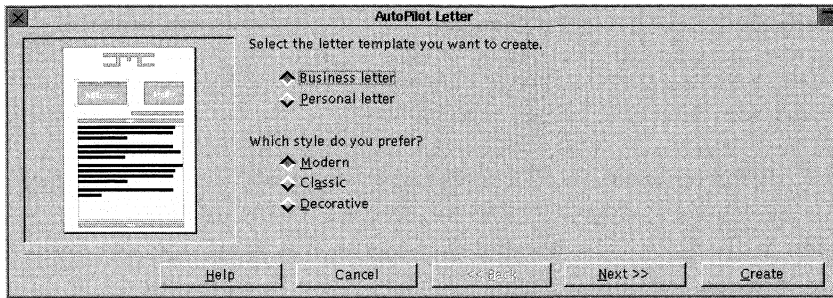 AutoPilot Letter
Select the letter template you want to create.
Business letter
Personal letter
Which style do you prefer?
Modern
Classic
Decorative
Help Cancel << Back Next >> Create